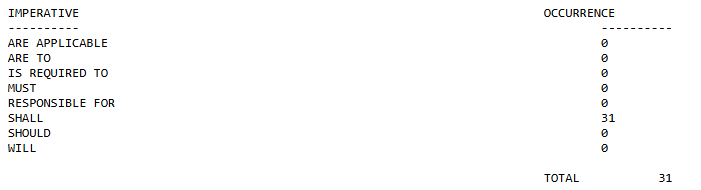 IMPERATIVE OCCURRENCE
---------- ----------
ARE APPLICABLE 0
ARE TO 0
IS REQUIRED TO 0
MUST 0
RESPONSIBLE FOR 0
SHALL 31
SHOULD 0
WILL 0
TOTAL 31